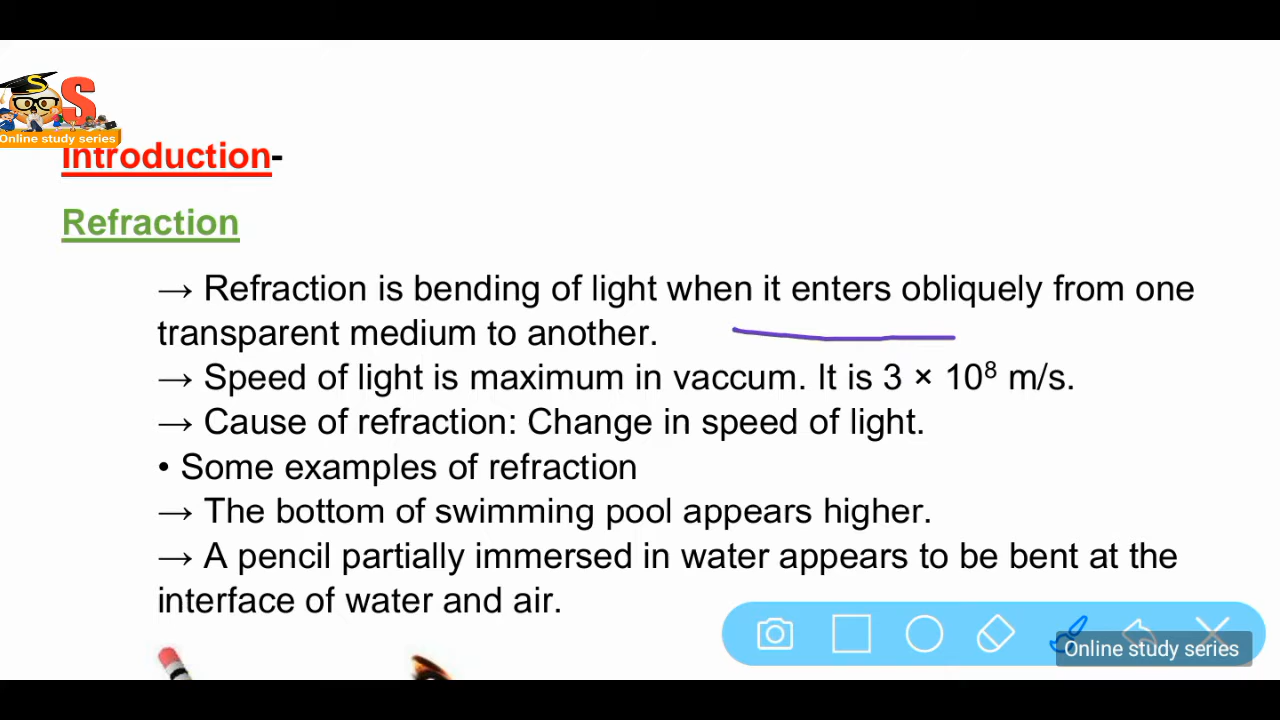 S
S
Online study series
Introduction-
Refraction
→ Refraction is bending of light when it enters obliquely from one
transparent medium to another.
→ Speed of light is maximum in vaccum. It is 3 × 10⁸ m/s.
→ Cause of refraction: Change in speed of light.
• Some examples of refraction
→ The bottom of swimming pool appears higher.
→ A pencil partially immersed in water appears to be bent at the
interface of water and air.
Online study series